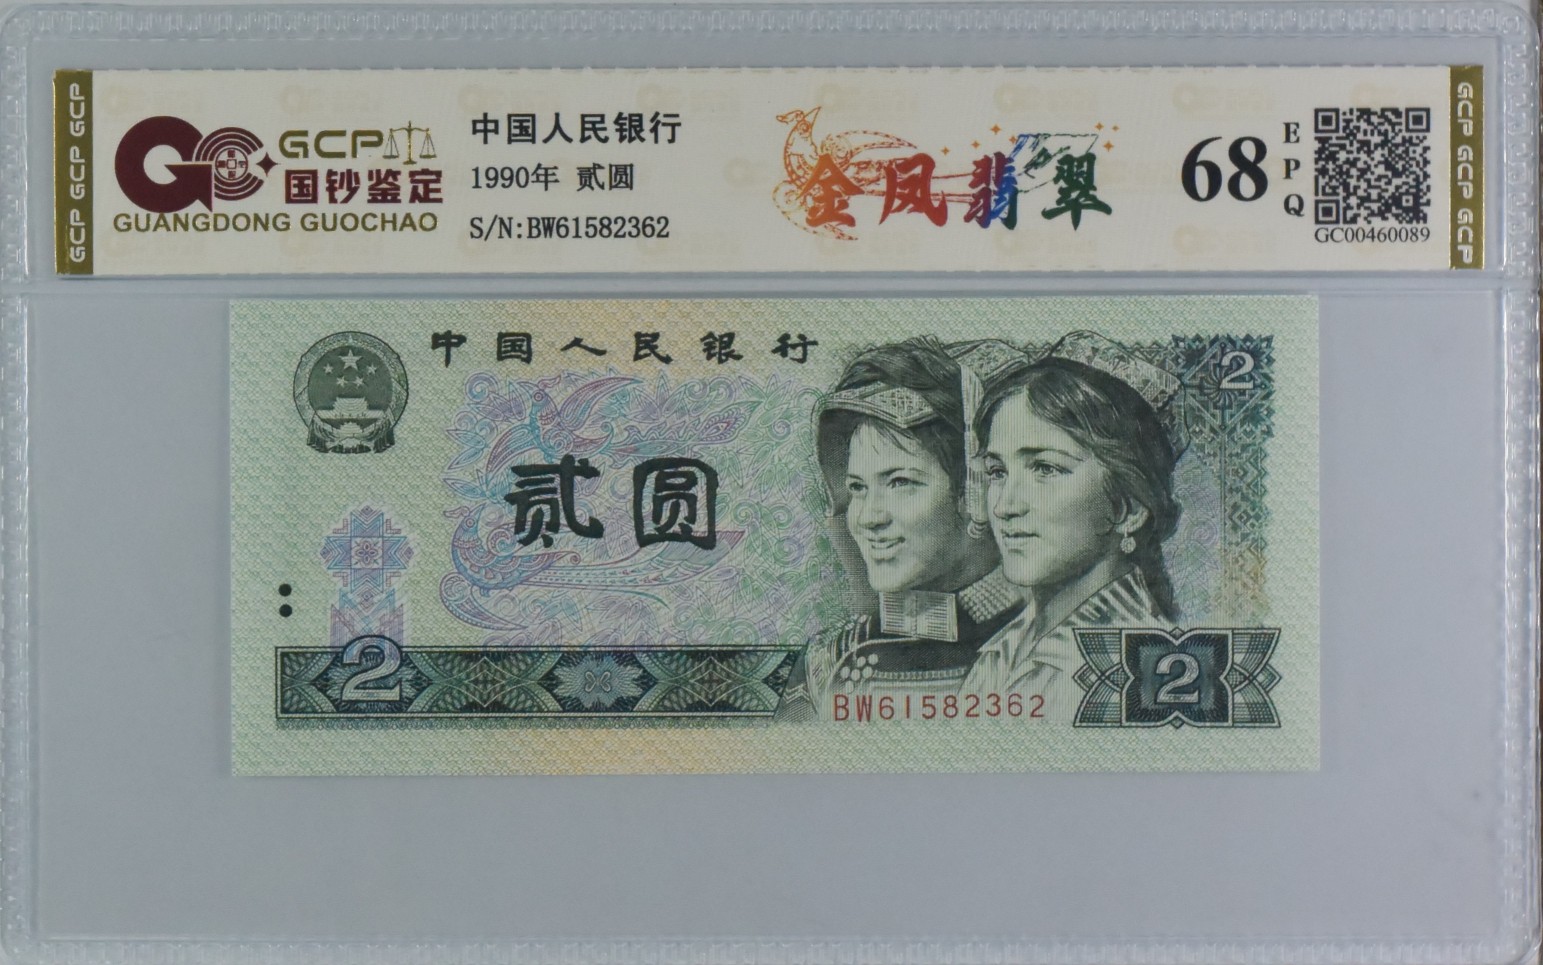 GCP GCP GCP
GC
GCP
国钞鉴定
GUANGDONG GUOCHAO
中国人民银行
1990年 贰圆
S/N:BW61582362
金凤翡翠
68
EPQ
GC00460089
GCP GCP GCP
中国人民银行
2
贰圆
2
BW61582362
2